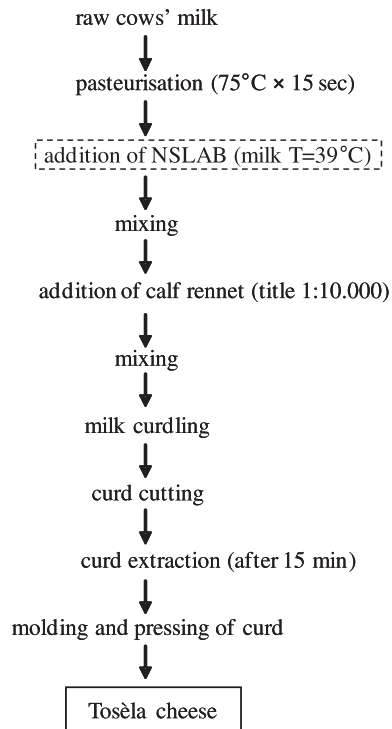 raw cows’ milk
pasteurisation (75°C × 15 sec)
addition of NSLAB (milk T=39°C)
mixing
addition of calf rennet (title 1:10.000)
mixing
milk curdling
curd cutting
curd extraction (after 15 min)
molding and pressing of curd
Tosèla cheese